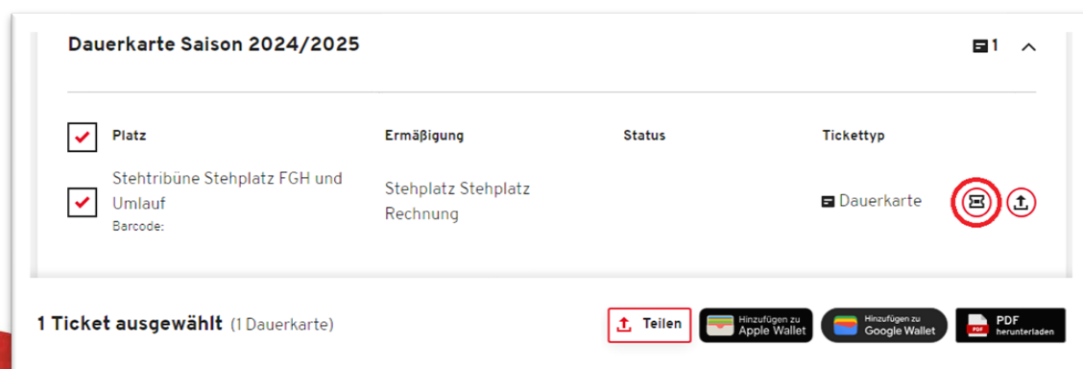 Dauerkarte Saison 2024/2025 1
Platz Ermäßigung Status Tickettyp
Stehtribüne Stehplatz FGH und
Umlauf
Barcode:
Stehplatz Stehplatz
Rechnung
Dauerkarte
1 Ticket ausgewählt (1 Dauerkarte)
Teilen
Hinzufügen zu
Apple Wallet
Hinzufügen zu
Google Wallet
PDF
PDF
herunterladen